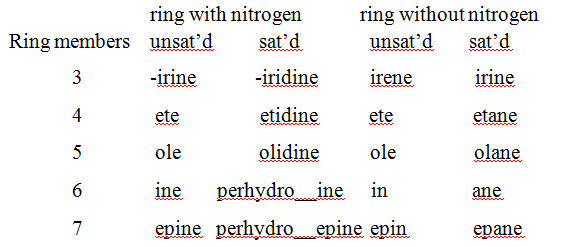 ring with nitrogen ring without nitrogen
Ring members unsat’d sat’d unsat’d sat’d
3 -irine -iridine irene irine
4 ete etidine ete etane
5 ole olidine ole olane
6 ine perhydro__ine in ane
7 epine perhydro__epine epin epane